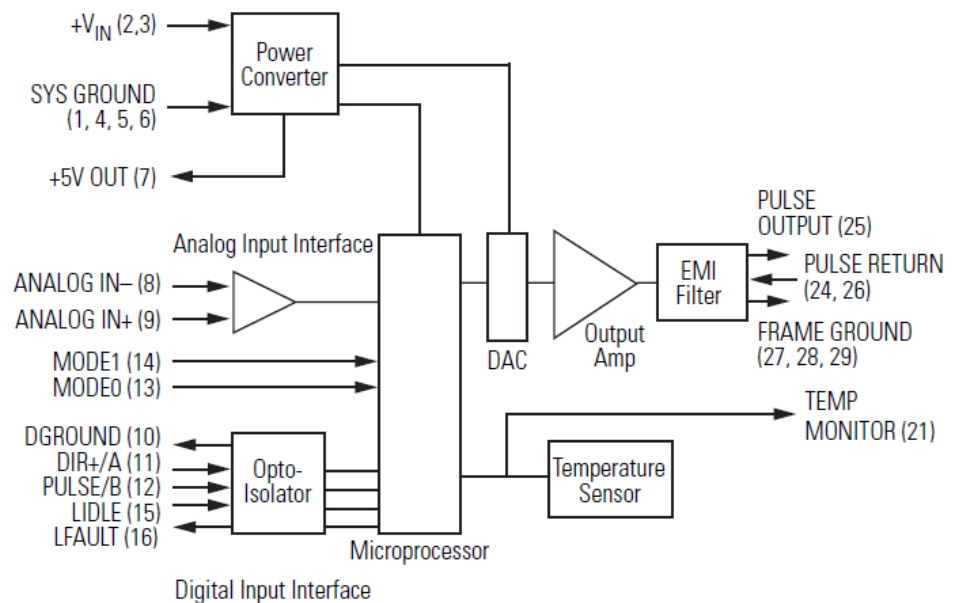 +VIN (2,3)
Power
Converter
SYS GROUND
(1, 4, 5, 6)
+5V OUT (7)
Analog Input Interface
ANALOG IN– (8)
ANALOG IN+ (9)
MODE1 (14)
MODE0 (13)
DGROUND (10)
DIR+/A (11)
PULSE/B (12)
LIDLE (15)
LFAULT (16)
Opto-
Isolator
Digital Input Interface
Microprocessor
DAC
Output
Amp
EMI
Filter
PULSE
OUTPUT (25)
PULSE RETURN
(24, 26)
FRAME GROUND
(27, 28, 29)
TEMP
MONITOR (21)
Temperature
Sensor